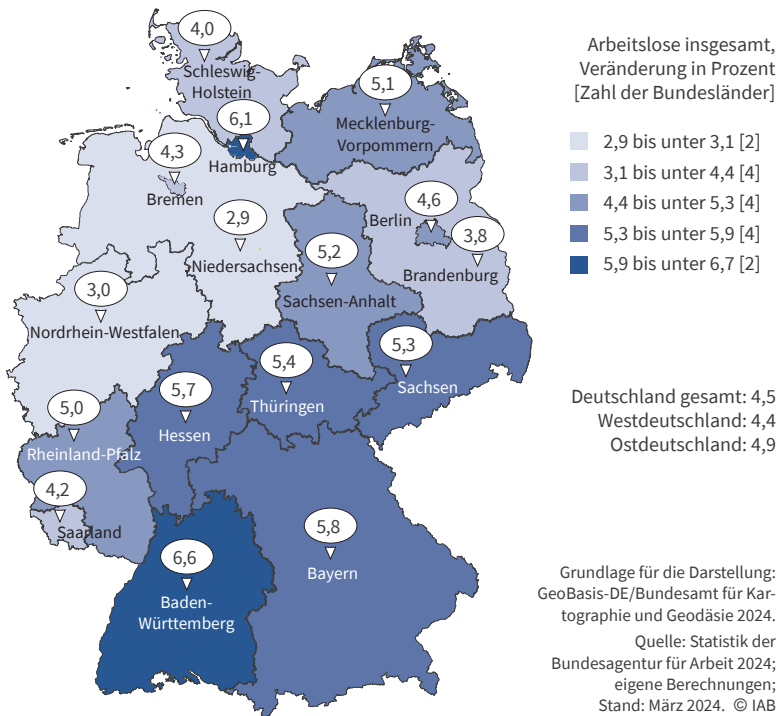 4,0
Schleswig-
Holstein
6,1
Hamburg
5,1
Mecklenburg-
Vorpommern
4,3
Bremen
2,9
Niedersachsen
4,6
Berlin
3,8
Brandenburg
5,2
Sachsen-Anhalt
3,0
Nordrhein-Westfalen
5,3
Sachsen
5,4
Thüringen
5,7
Hessen
5,0
Rheinland-Pfalz
4,2
Saarland
5,8
Bayern
6,6
Baden-
Württemberg
Arbeitslose insgesamt,
Veränderung in Prozent
[Zahl der Bundesländer]
2,9 bis unter 3,1 [2]
3,1 bis unter 4,4 [4]
4,4 bis unter 5,3 [4]
5,3 bis unter 5,9 [4]
5,9 bis unter 6,7 [2]
Deutschland gesamt: 4,5
Westdeutschland: 4,4
Ostdeutschland: 4,9
Grundlage für die Darstellung:
GeoBasis-DE/Bundesamt für Kar-
tographie und Geodäsie 2024.
Quelle: Statistik der
Bundesagentur für Arbeit 2024;
eigene Berechnungen;
Stand: März 2024. © IAB